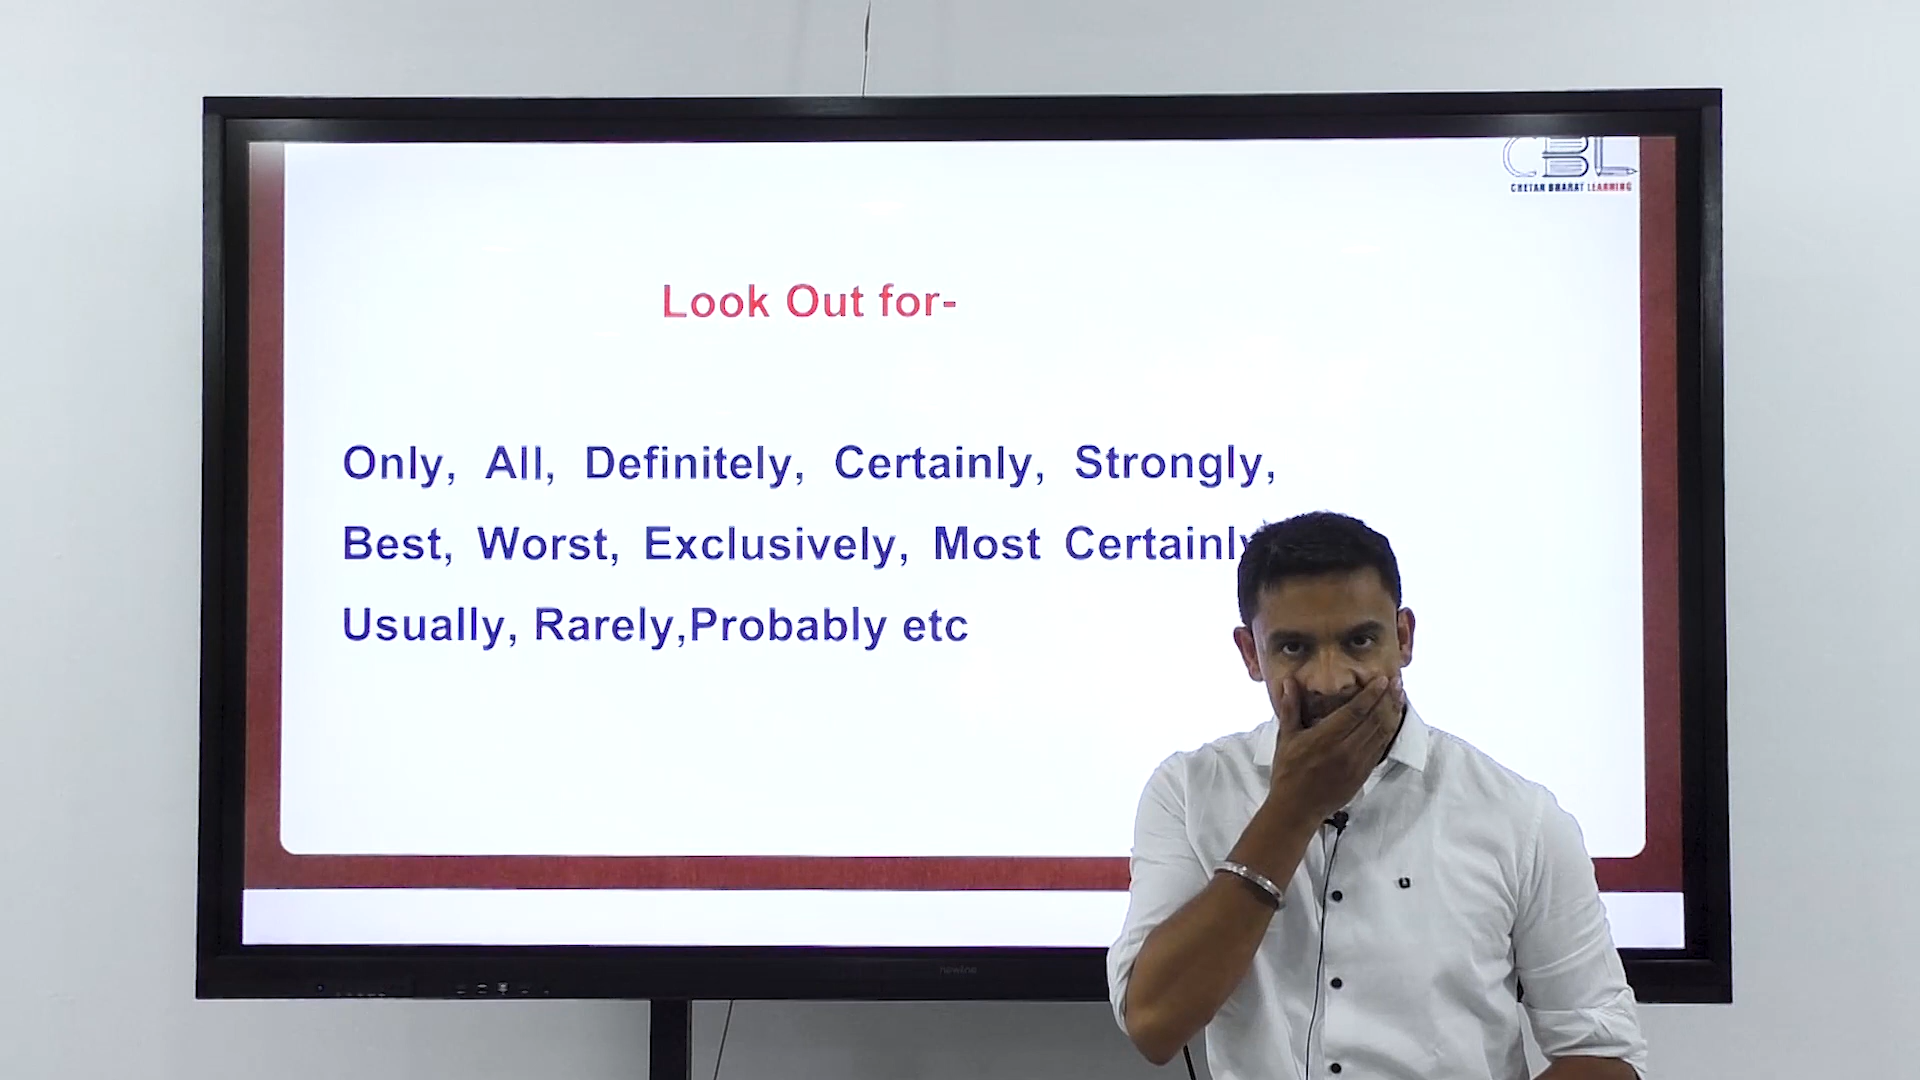 CBL
CHETAN BHARAT LEARNING
Look Out for-
Only, All, Definitely, Certainly, Strongly,
Best, Worst, Exclusively, Most Certainly
Usually, Rarely,Probably etc
newline